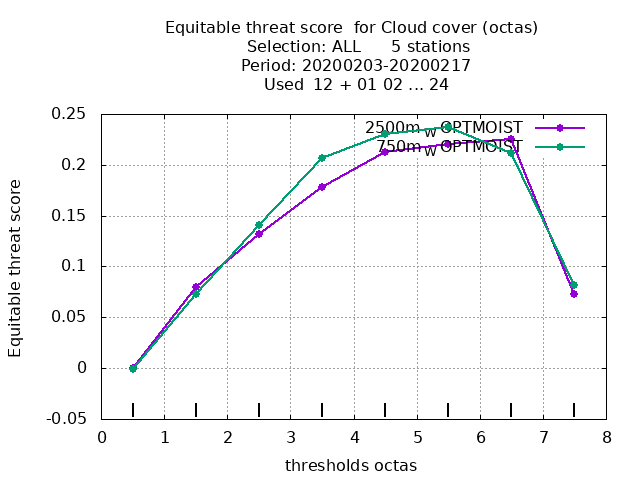 Equitable threat score  for Cloud cover (octas)
Selection: ALL      5 stations
Period: 20200203-20200217
Used  12 + 01 02 ... 24
0.25
0.2
0.15
0.1
0.05
0
-0.05
Equitable threat score
2500m_w OPTMOIST
750m_w OPTMOIST
0 1 2 3 4 5 6 7 8
thresholds octas